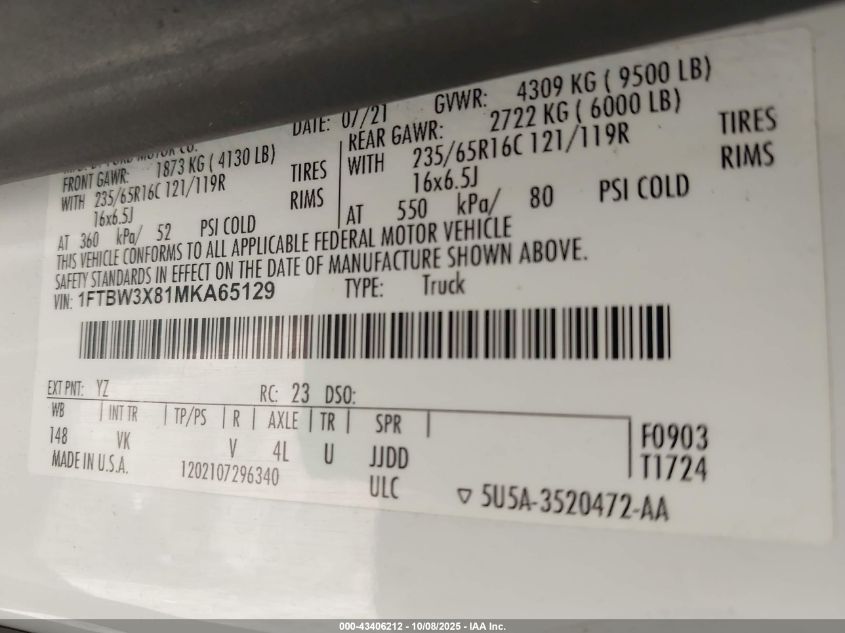 MOTOR CO.
DATE: 07/21 GVWR: 4309 KG ( 9500 LB)
FRONT GAWR: 1873 KG ( 4130 LB) REAR GAWR: 2722 KG ( 6000 LB)
WITH 235/65R16C 121/119R TIRES WITH 235/65R16C 121/119R TIRES
16x6.5J RIMS 16x6.5J RIMS
AT 360 kPa/ 52 PSI COLD AT 550 kPa/ 80 PSI COLD
THIS VEHICLE CONFORMS TO ALL APPLICABLE FEDERAL MOTOR VEHICLE
SAFETY STANDARDS IN EFFECT ON THE DATE OF MANUFACTURE SHOWN ABOVE.
VIN: 1FTBW3X81MKA65129 TYPE: Truck
EXT PNT: YZ RC: 23 DSO:
WB INT TR TP/PS R AXLE TR SPR
148 VK V 4L U JJDD F0903
MADE IN U.S.A. 1202107296340 ULC T1724
5U5A-3520472-AA
000-43406212 - 10/08/2025 - IAA Inc.